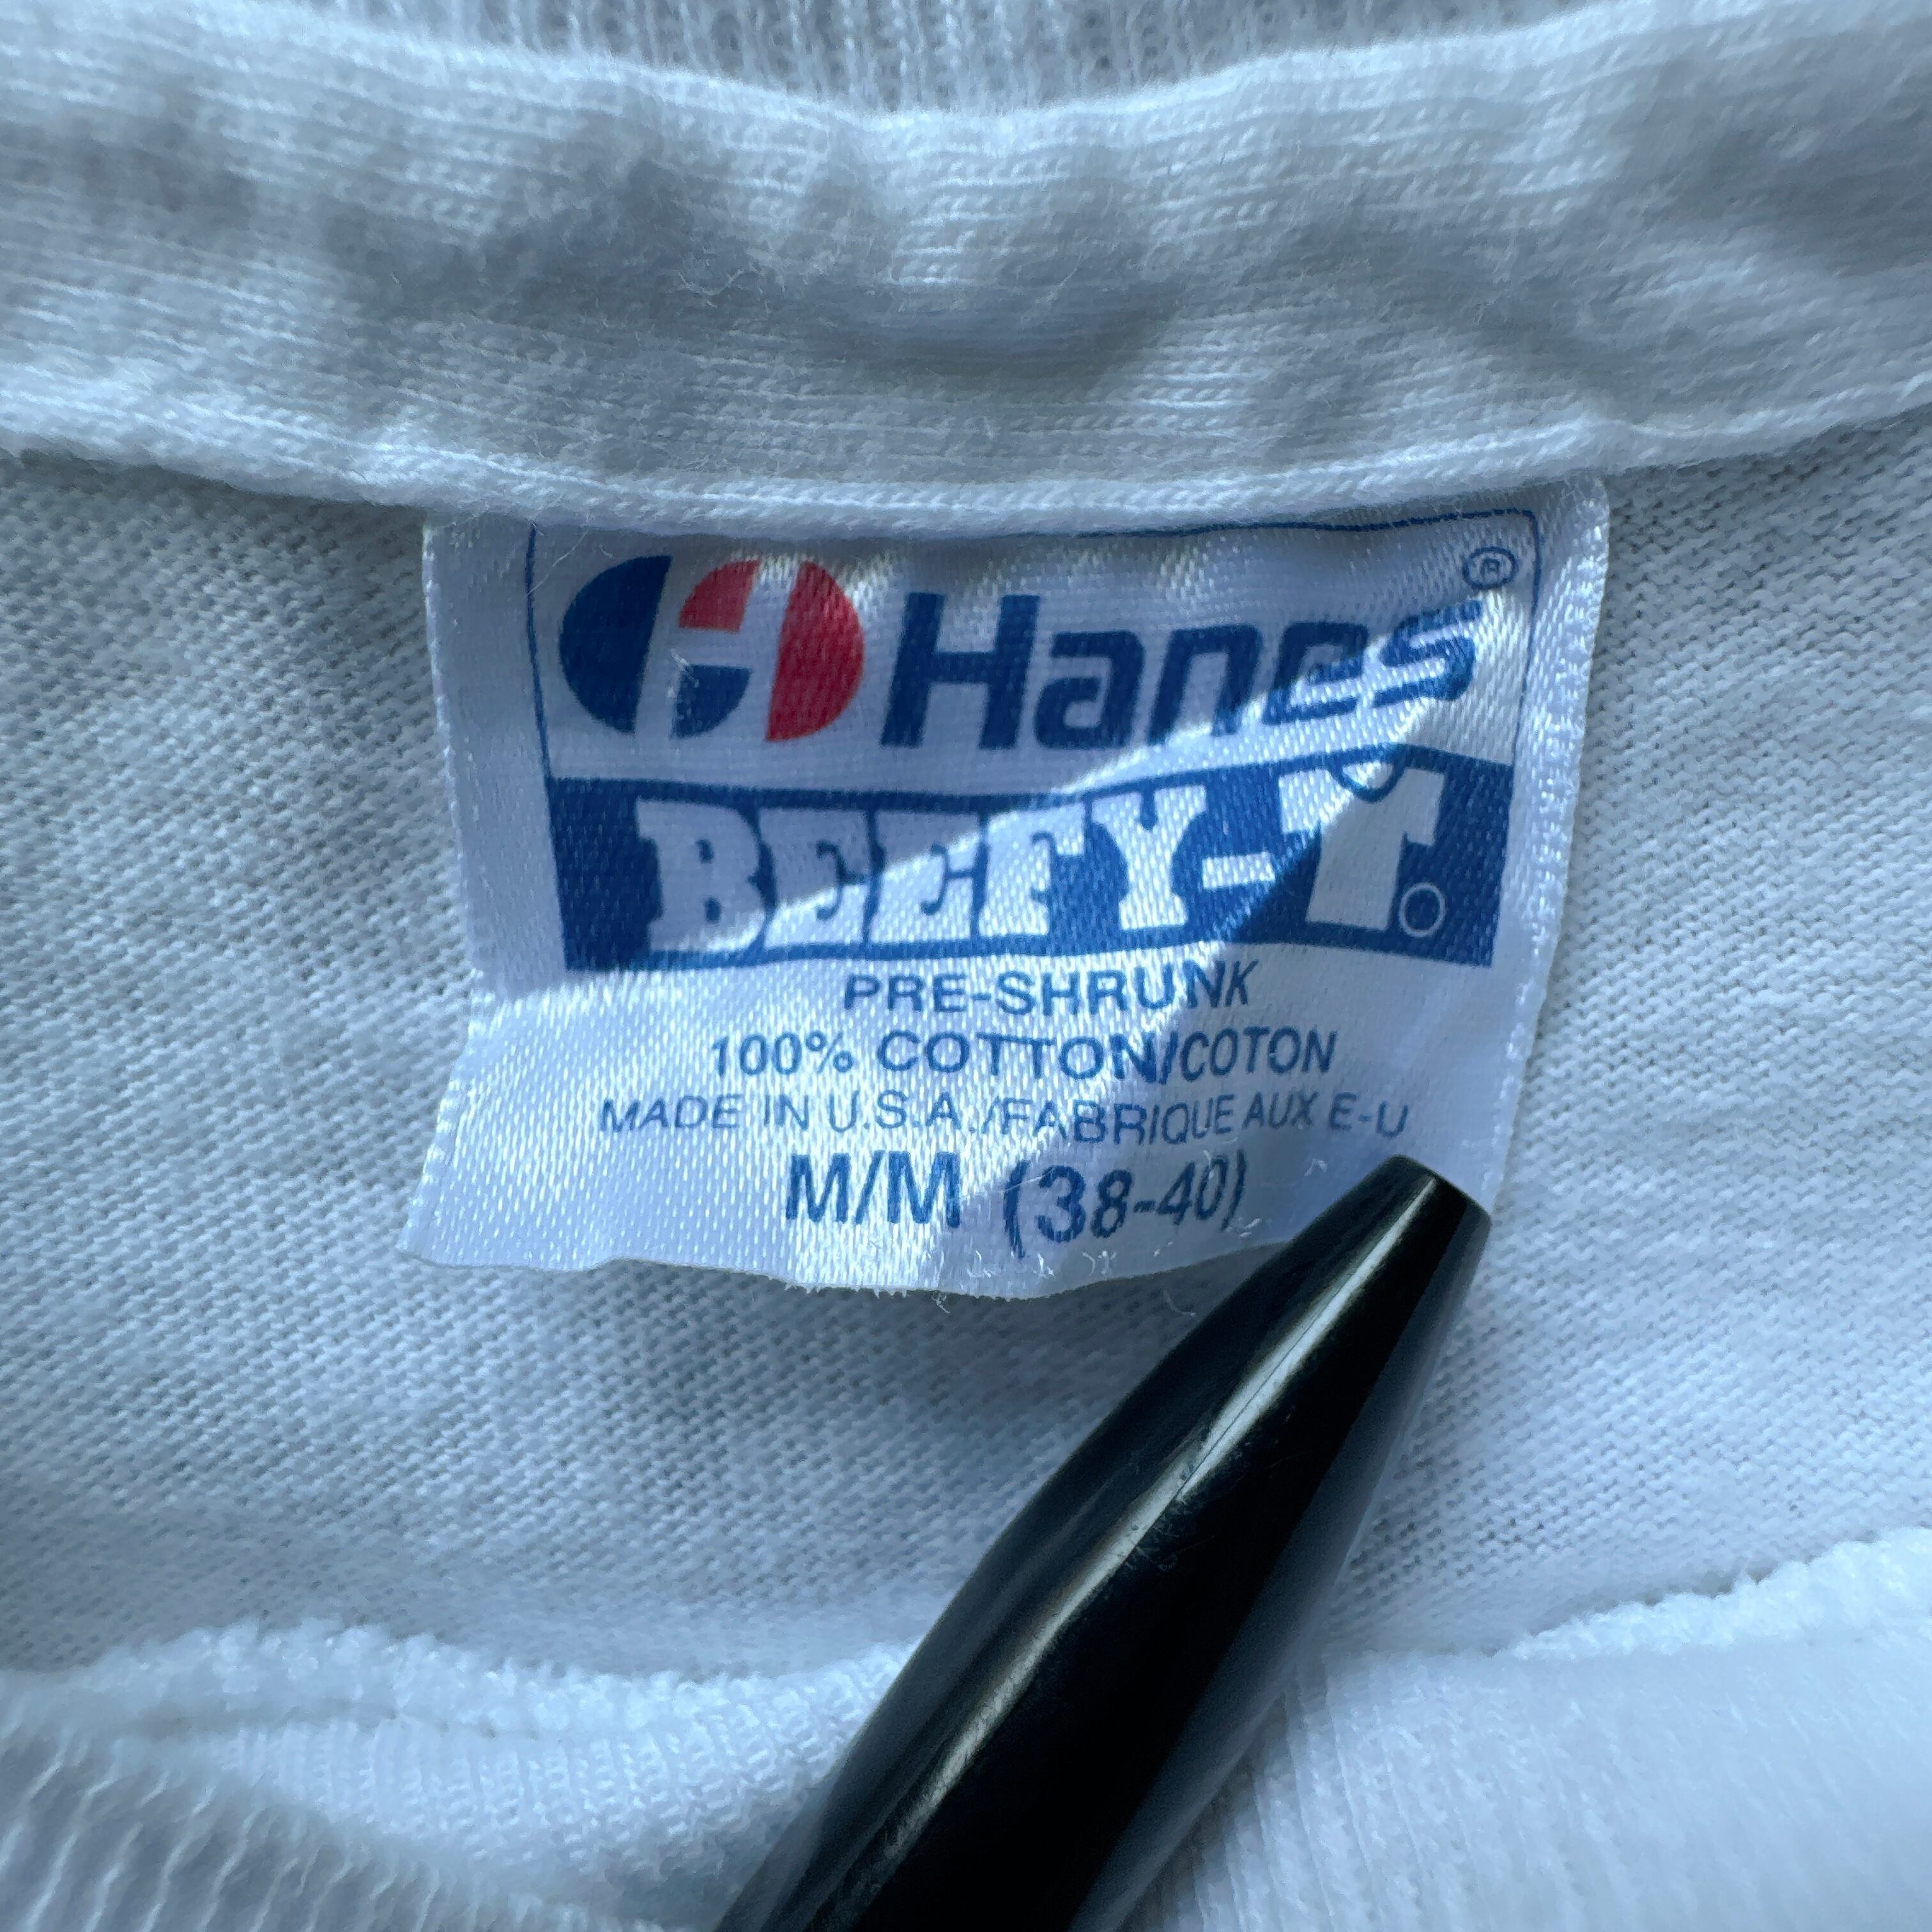 Hanes®
BEEFY-T
PRE-SHRUNK
100% COTTON/COTON
MADE IN U.S.A./FABRIQUE AUX E-U
M/M (38-40)